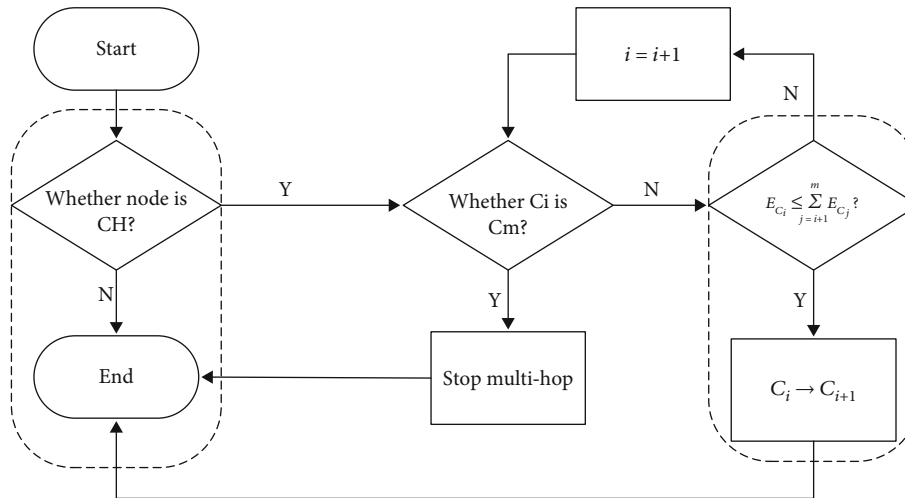 Start
i = i+1
N
Whether node is
CH?
Y
Whether Ci is
Cm?
N
E_{C_i} ≤ \sum_{j=i+1}^{m} E_{C_j}?
N
Y
Y
End
Stop multi-hop
C_i → C_{i+1}